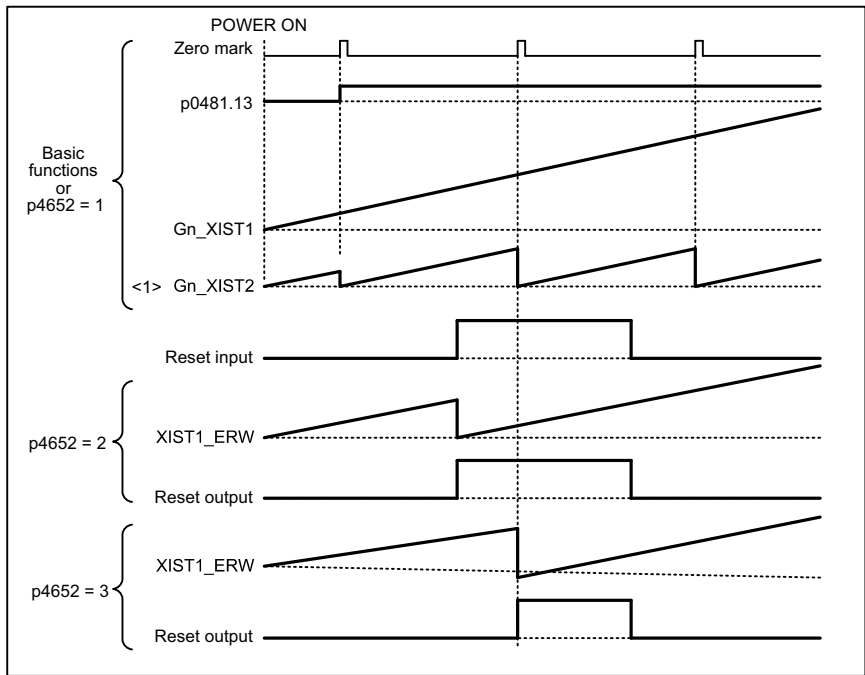 POWER ON
Zero mark
p0481.13
Basic
functions
or
p4652 = 1
Gn_XIST1
<1> Gn_XIST2
Reset input
p4652 = 2
XIST1_ERW
Reset output
p4652 = 3
XIST1_ERW
Reset output